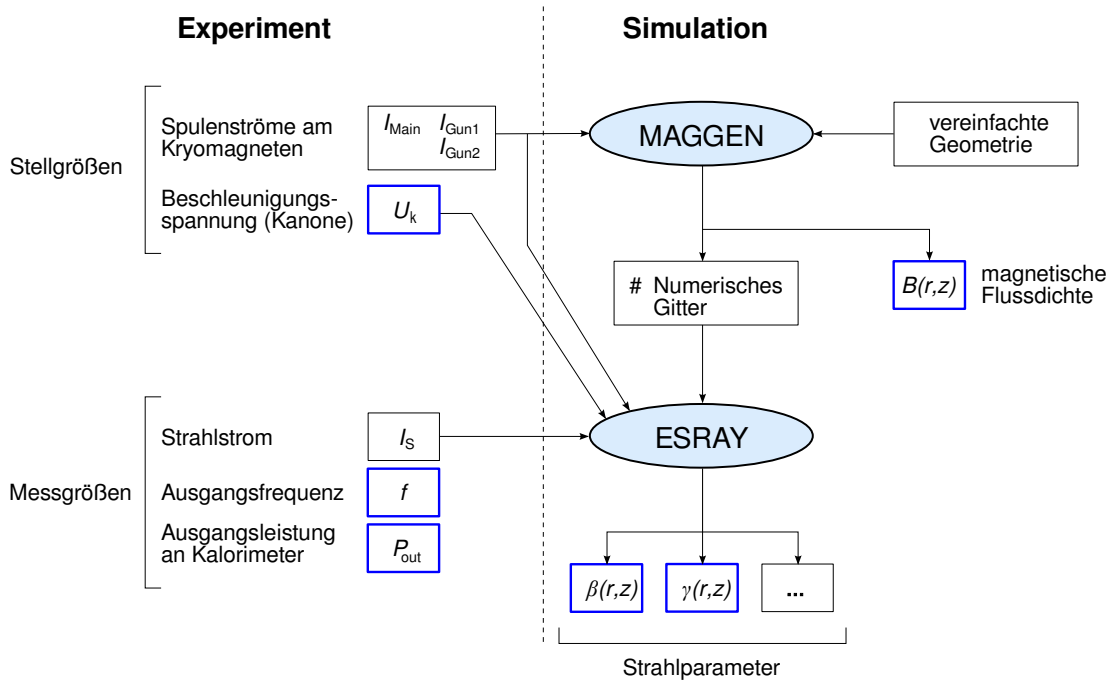 Experiment
Simulation
Stellgrößen
Spulenströme am
Kryomagneten
I_Main I_Gun1
I_Gun2
MAGGEN
vereinfachte
Geometrie
Beschleunigungs-
spannung (Kanone)
U_k
# Numerisches
Gitter
B(r,z)
magnetische
Flussdichte
Messgrößen
Strahlstrom
I_S
ESRAY
Ausgangsfrequenz
f
Ausgangsleistung
an Kalorimeter
P_out
β(r,z)
γ(r,z)
...
Strahlparameter